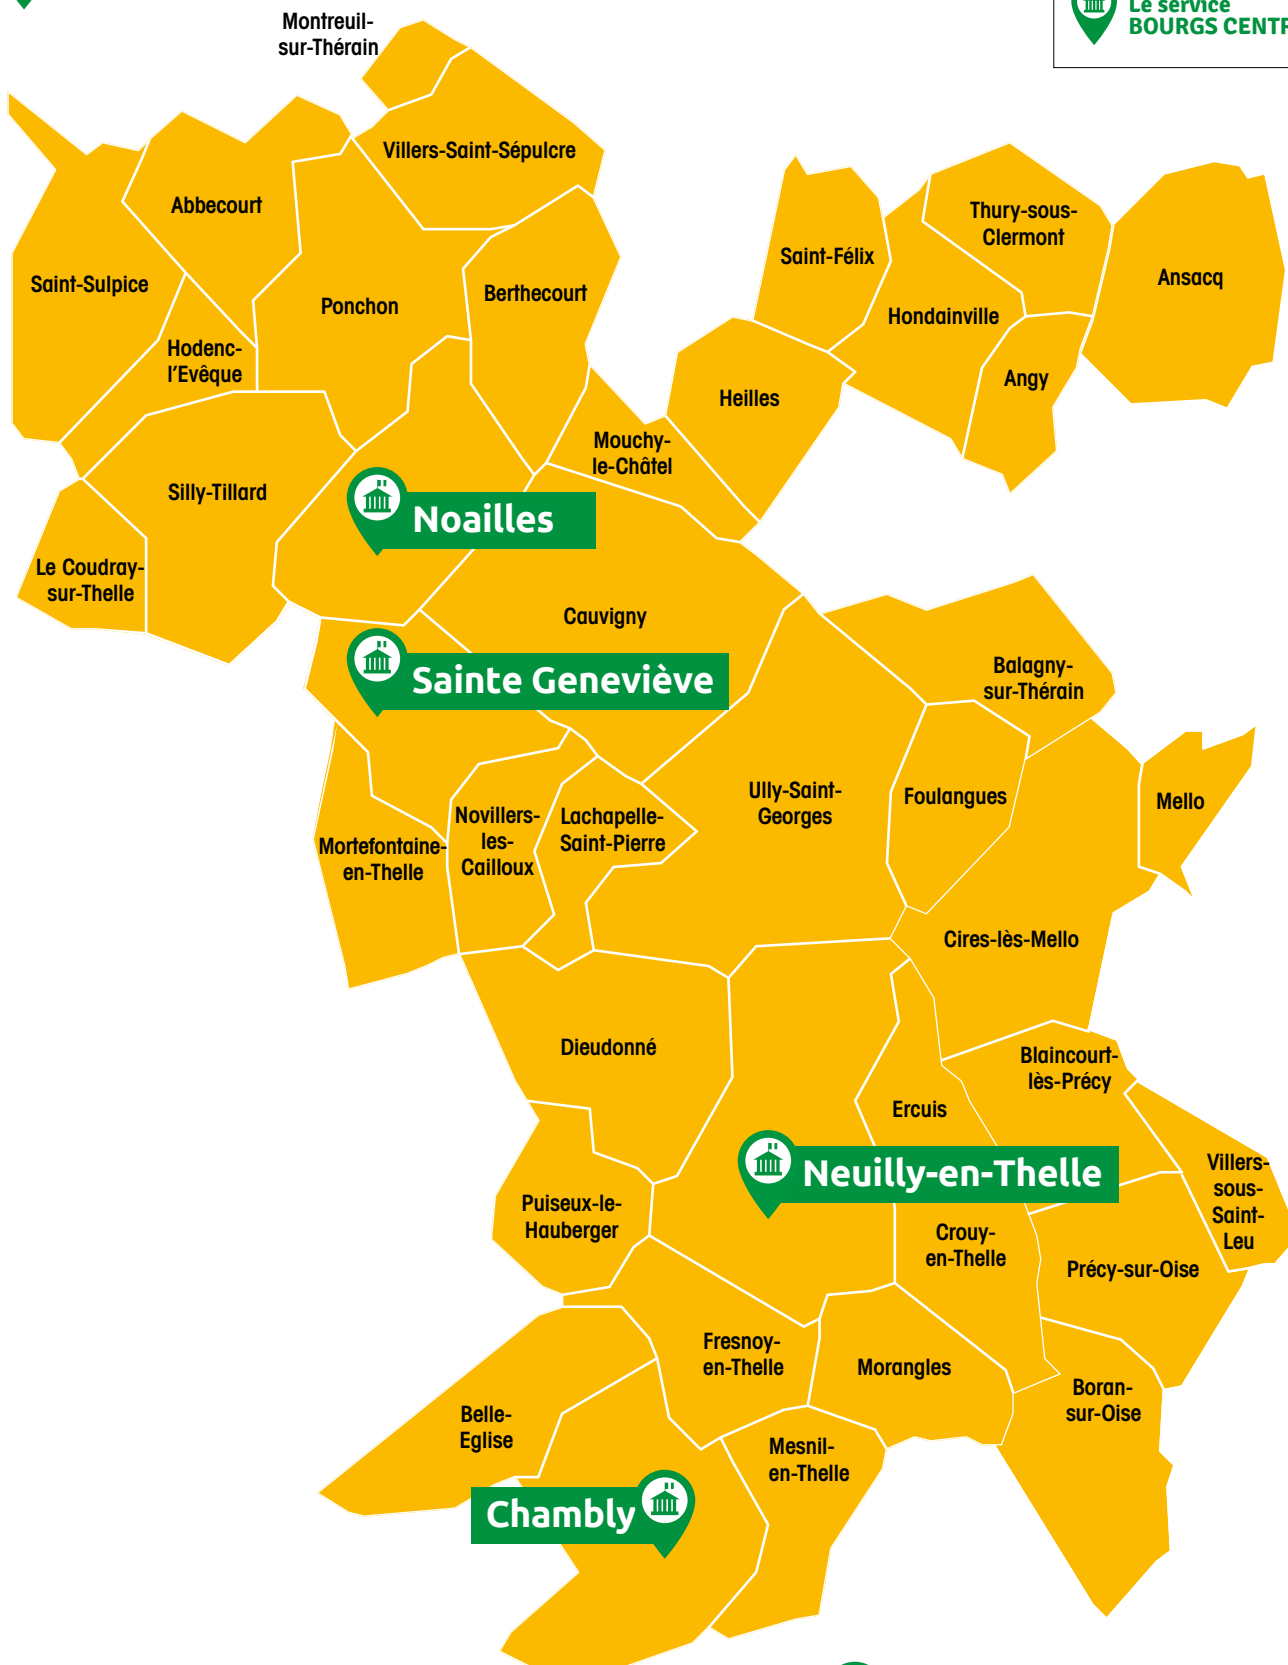 Le service
BOURGS CENTR
Montreuil-
sur-Thérain
Villers-Saint-Sépulcre
Abbecourt
Thury-sous-
Clermont
Saint-Félix
Ansacq
Saint-Sulpice
Ponchon
Berthecourt
Hondainville
Hodenc-
l'Evêque
Angy
Heilles
Mouchy-
le-Châtel
Silly-Tillard
Noailles
Le Coudray-
sur-Thelle
Cauvigny
Sainte Geneviève
Balagny-
sur-Thérain
Ully-Saint-
Georges
Foulangues
Mello
Novillers-
les-
Cailloux
Lachapelle-
Saint-Pierre
Mortefontaine-
en-Thelle
Cires-lès-Mello
Dieudonné
Blaincourt-
lès-Précy
Ercuis
Neuilly-en-Thelle
Villers-
sous-
Saint-
Leu
Puiseux-le-
Hauberger
Crouy-
en-Thelle
Précy-sur-Oise
Fresnoy-
en-Thelle
Morangles
Boran-
sur-Oise
Belle-
Eglise
Mesnil-
en-Thelle
Chambly